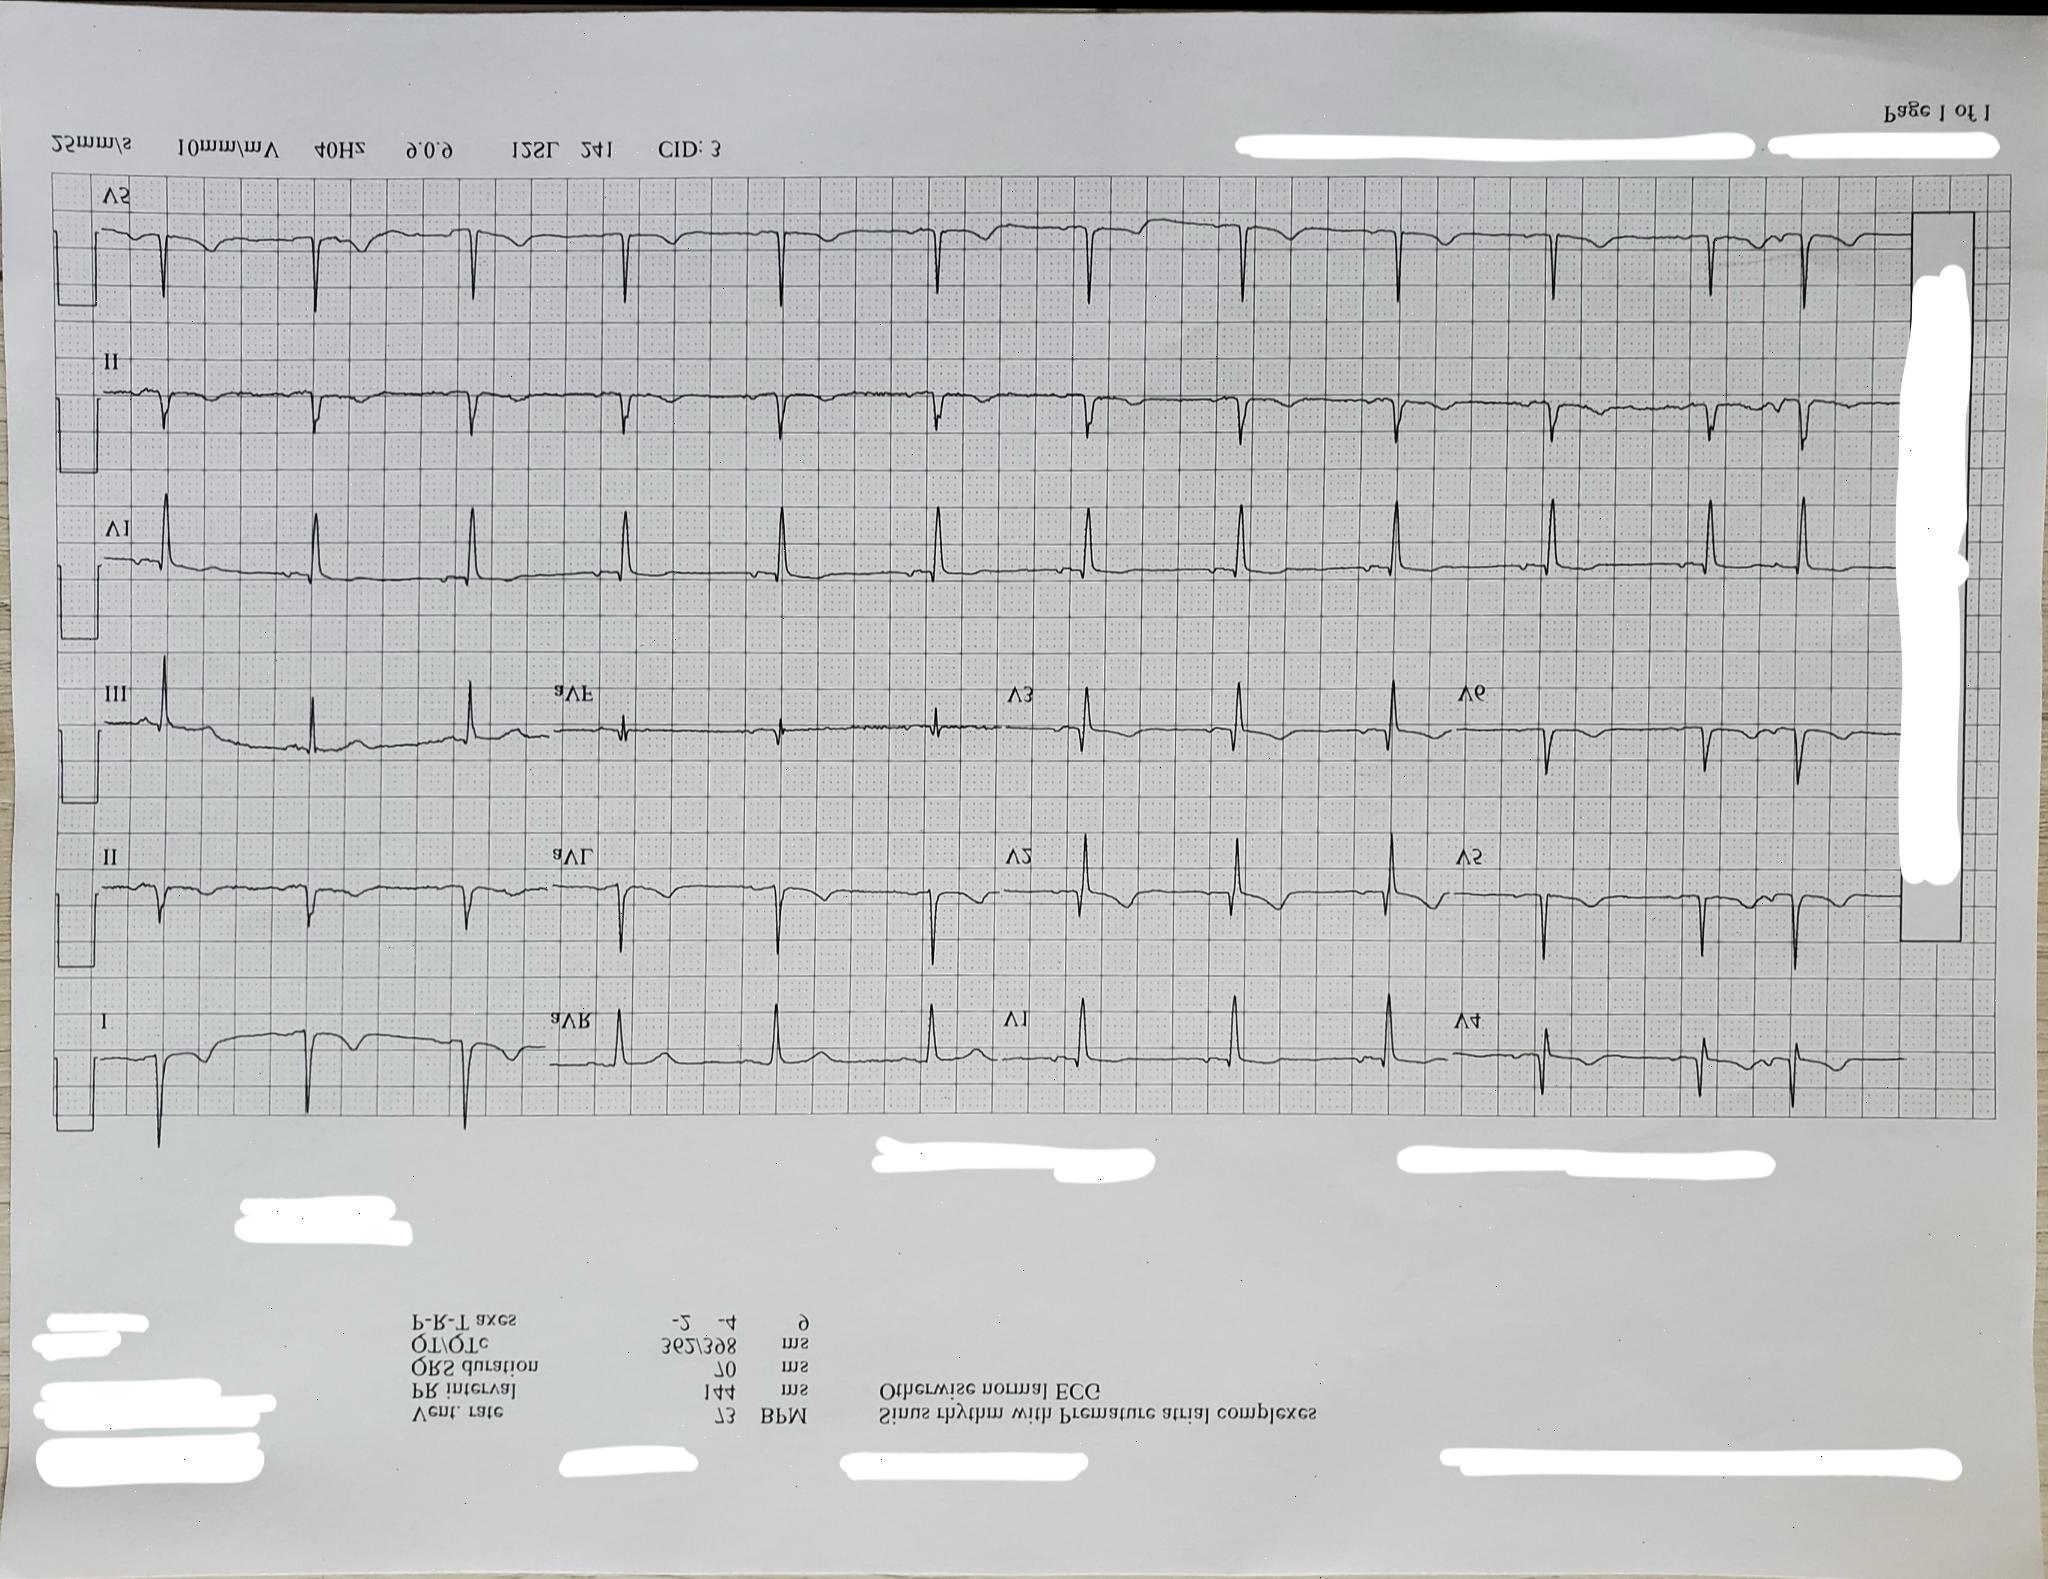 Vent. rate 73 BPM Sinus rhythm with Premature atrial complexes
PR interval 144 ms Otherwise normal ECG
QRS duration 70 ms
QT/QTc 362/398 ms
P-R-T axes -2 -4 9
I aVR V1 V4
II aVL V2 V5
III aVF V3 V6
V1
II
V5
25mm/s 10mm/mV 40Hz 9.0.9 12SL 241 CID: 3
Page 1 of 1